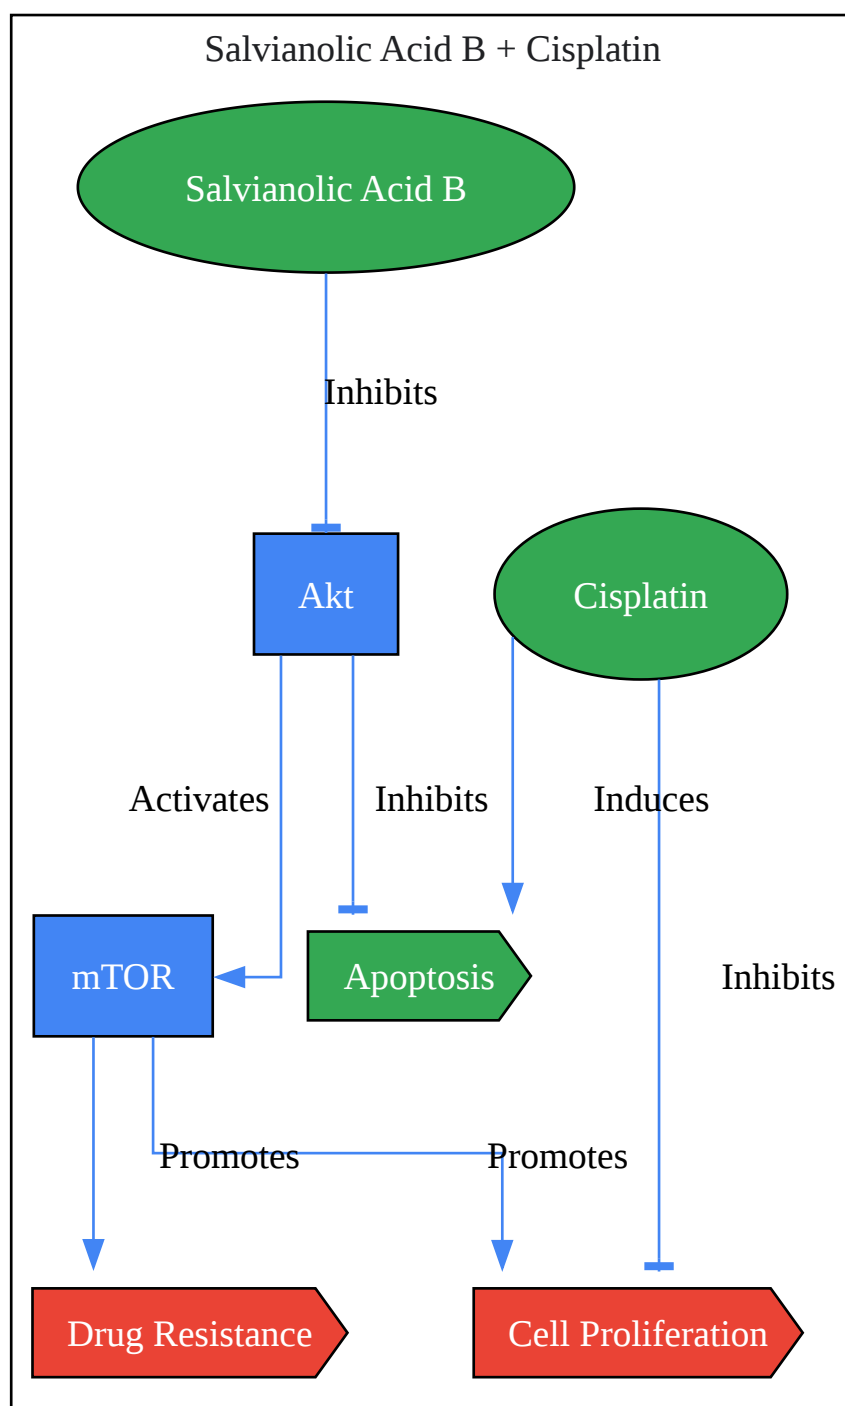 Salvianolic Acid B + Cisplatin
Salvianolic Acid B
Inhibits
Akt
Cisplatin
Activates
Inhibits
Induces
mTOR
Apoptosis
Inhibits
Promotes
Promotes
Drug Resistance
Cell Proliferation